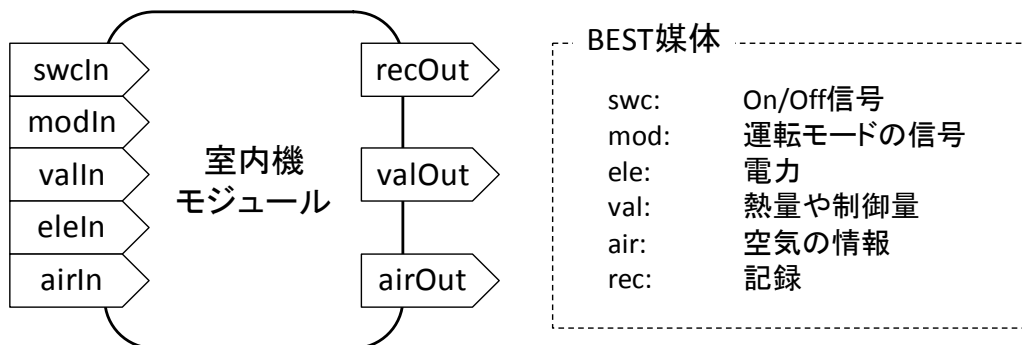 swcIn
modIn
valIn
eleIn
airIn
室内機
モジュール
recOut
valOut
airOut
BEST媒体
swc: On/Off信号
mod: 運転モードの信号
ele: 電力
val: 熱量や制御量
air: 空気の情報
rec: 記録